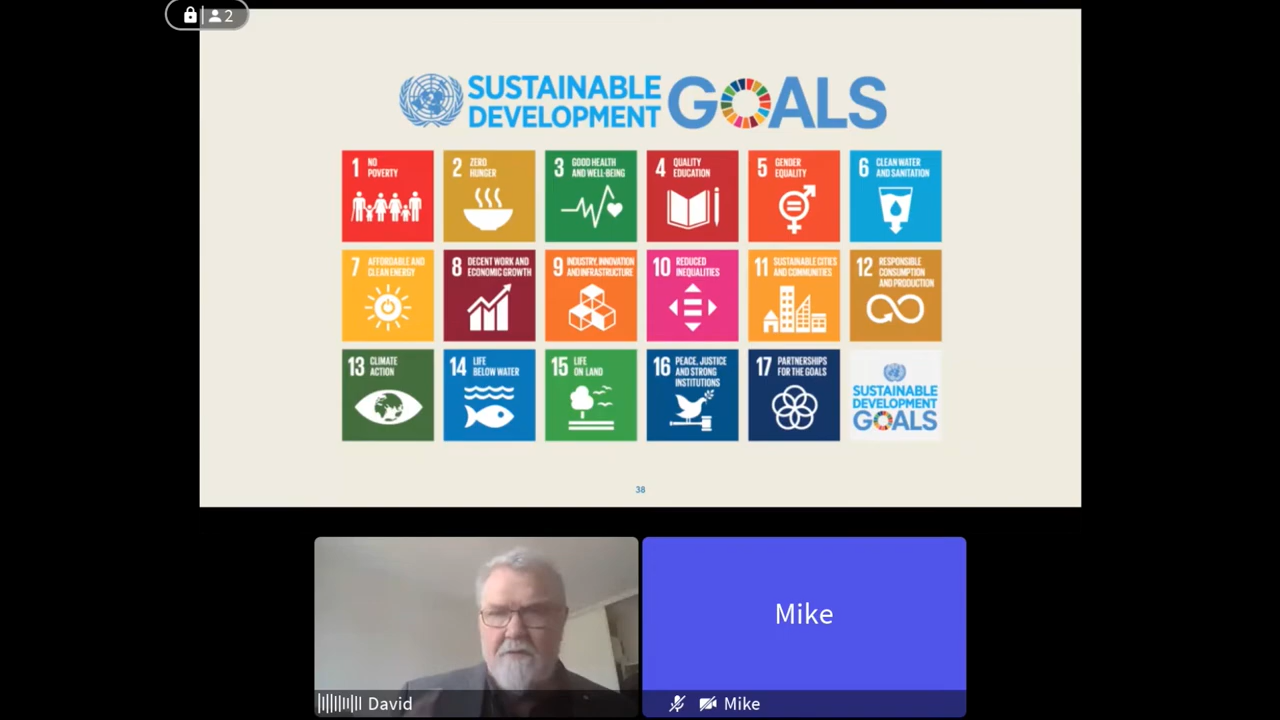 2
SUSTAINABLE
DEVELOPMENT
GOALS
1 NO
POVERTY
2 ZERO
HUNGER
3 GOOD HEALTH
AND WELL-BEING
4 QUALITY
EDUCATION
5 GENDER
EQUALITY
6 CLEAN WATER
AND SANITATION
7 AFFORDABLE AND
CLEAN ENERGY
8 DECENT WORK AND
ECONOMIC GROWTH
9 INDUSTRY, INNOVATION
AND INFRASTRUCTURE
10 REDUCED
INEQUALITIES
11 SUSTAINABLE CITIES
AND COMMUNITIES
12 RESPONSIBLE
CONSUMPTION
AND PRODUCTION
13 CLIMATE
ACTION
14 LIFE
BELOW WATER
15 LIFE
ON LAND
16 PEACE, JUSTICE
AND STRONG
INSTITUTIONS
17 PARTNERSHIPS
FOR THE GOALS
SUSTAINABLE
DEVELOPMENT
GOALS
38
David
Mike
Mike